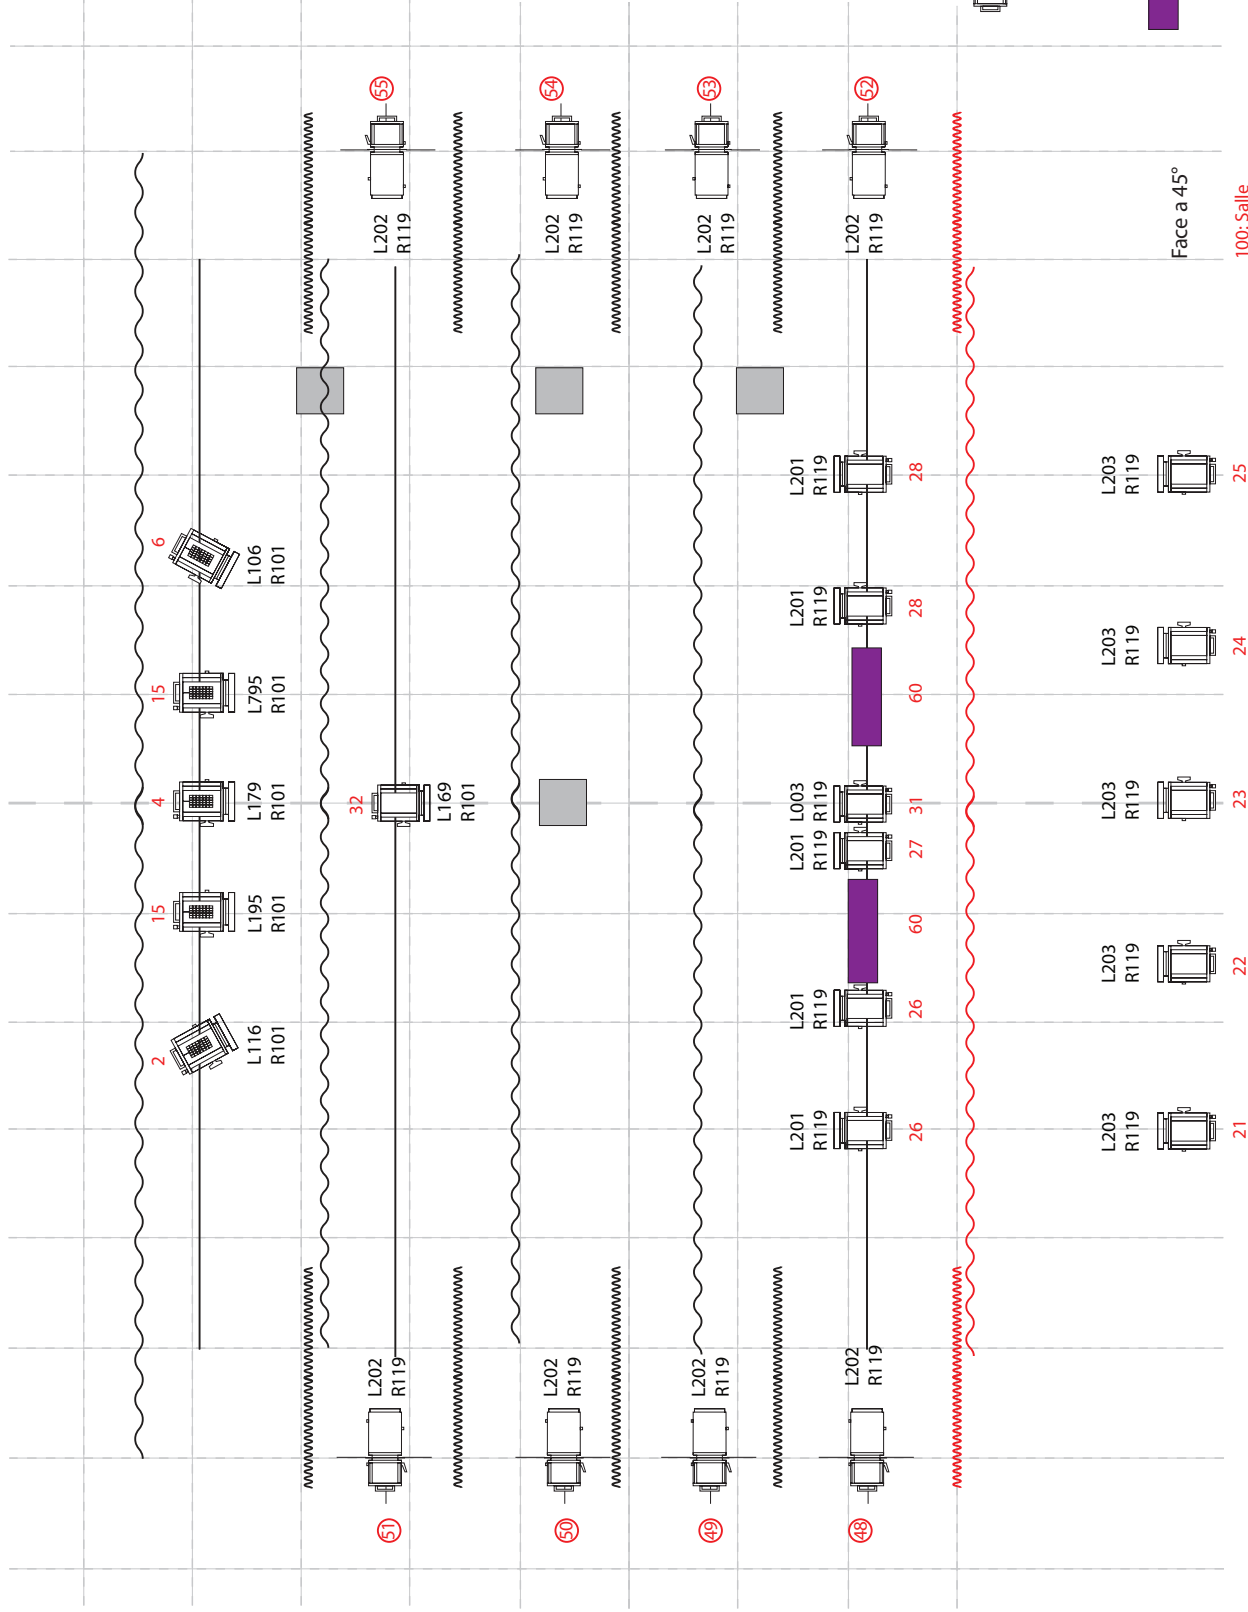 55
54
53
52
L202
R119
L202
R119
L202
R119
L202
R119
Face a 45°
100: Salle
6
L106
R101
15
L795
R101
4
L179
R101
15
L195
R101
2
L116
R101
32
L169
R101
L201
R119
28
L201
R119
28
60
L003
R119
31
L201
R119
27
60
L201
R119
26
L201
R119
26
L203
R119
25
L203
R119
24
L203
R119
23
L203
R119
22
L203
R119
21
L202
R119
L202
R119
L202
R119
L202
R119
51
50
49
48